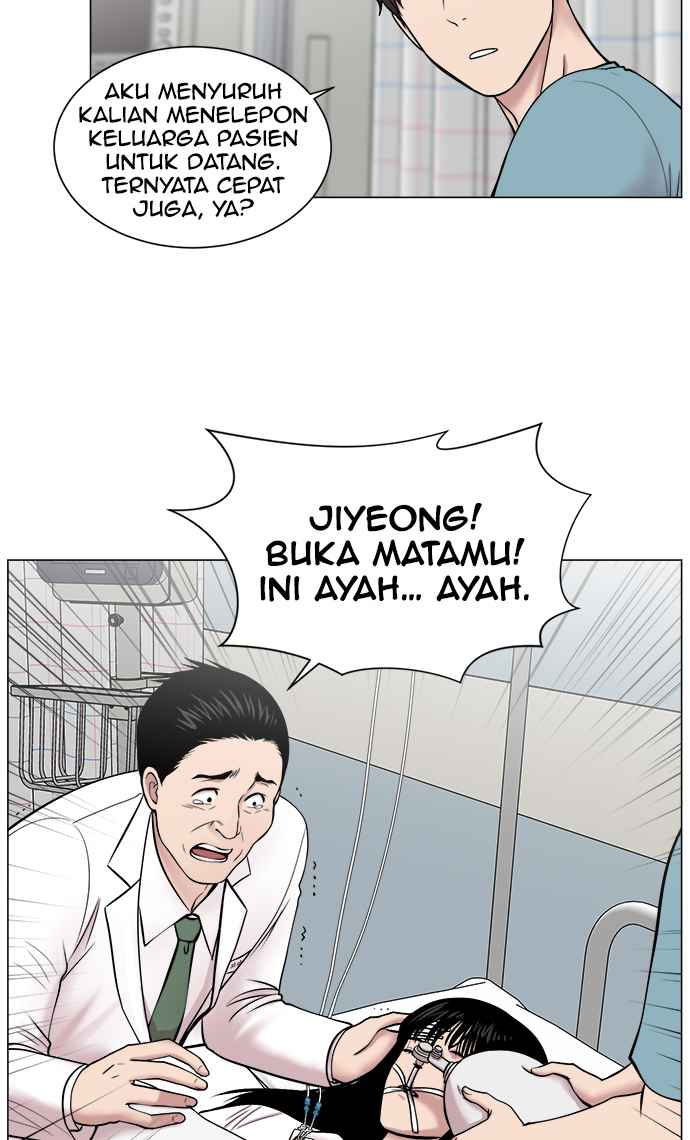 AKU MENYURUH
KALIAN MENELEPON
KELUARGA PASIEN
UNTUK DATANG.
TERNYATA CEPAT
JUGA, YA?
JIYEONG!
BUKA MATAMU!
INI AYAH... AYAH.